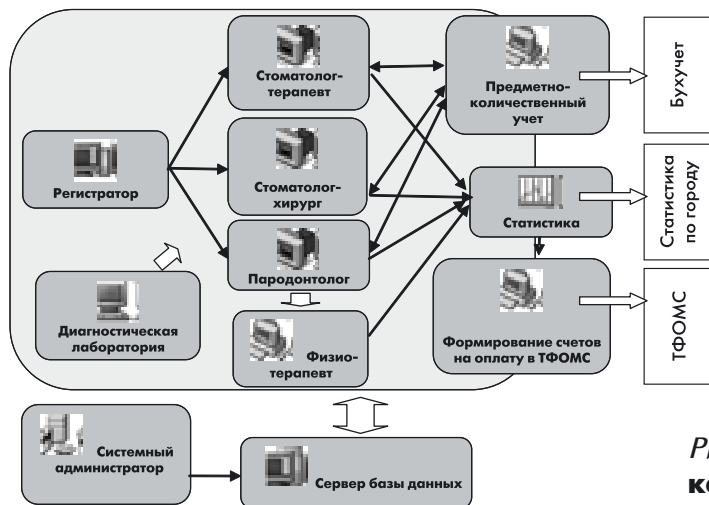 Стоматолог-
терапевт
Предметно-
количественный
учет
Бухучет
Регистратор
Стоматолог-
хирург
Статистика
Статистика
по городу
Пародонтолог
Диагностическая
лаборатория
Физио-
терапевт
Формирование счетов
на оплату в ТФОМС
ТФОМС
Системный
администратор
Сервер базы данных